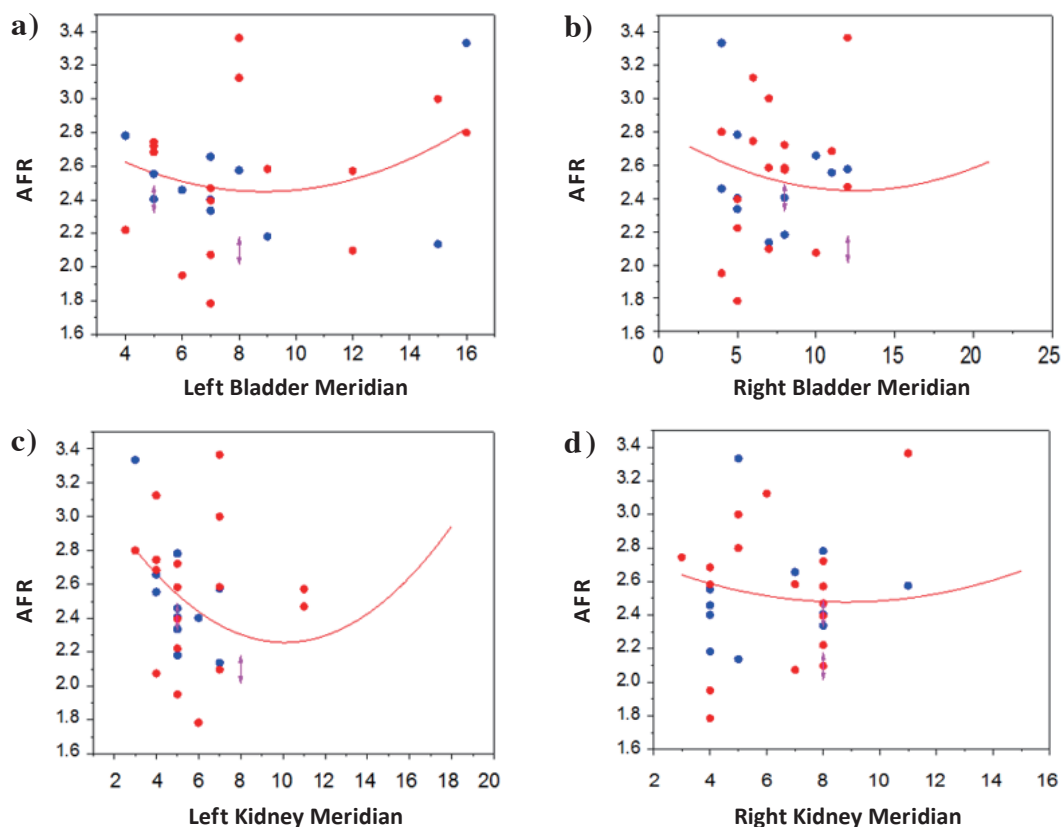 a)
3.4
3.2
3.0
2.8
2.6
2.4
2.2
2.0
1.8
1.6
AFR
4 6 8 10 12 14 16
Left Bladder Meridian
b)
3.4
3.2
3.0
2.8
2.6
2.4
2.2
2.0
1.8
1.6
AFR
0 5 10 15 20 25
Right Bladder Meridian
c)
3.4
3.2
3.0
2.8
2.6
2.4
2.2
2.0
1.8
1.6
AFR
2 4 6 8 10 12 14 16 18 20
Left Kidney Meridian
d)
3.4
3.2
3.0
2.8
2.6
2.4
2.2
2.0
1.8
1.6
AFR
2 4 6 8 10 12 14 16
Right Kidney Meridian